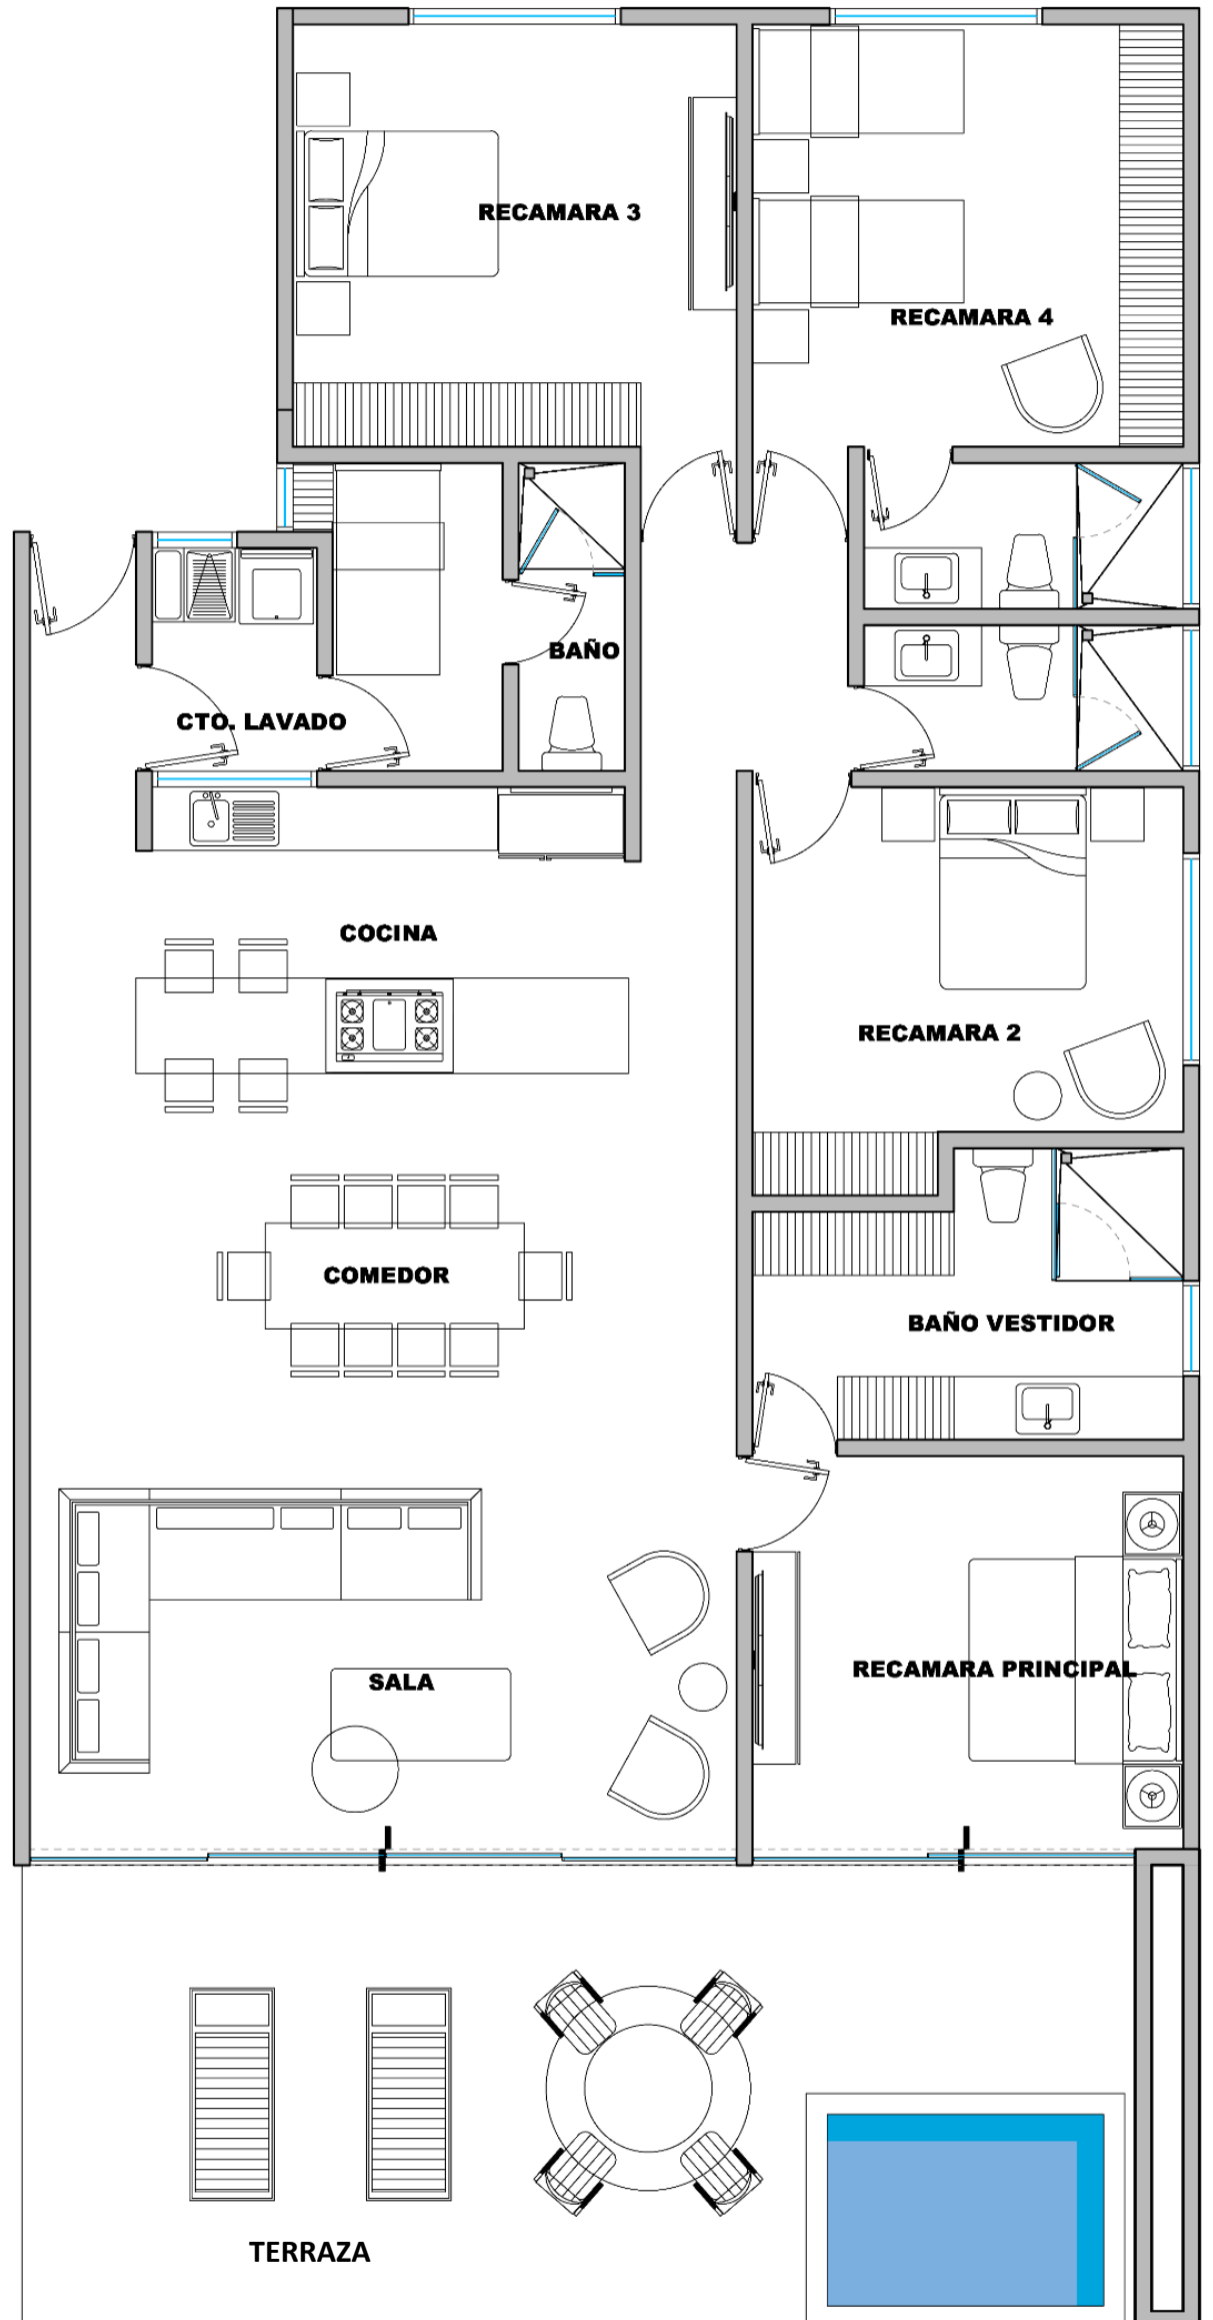 RECAMARA 3
RECAMARA 4
BAÑO
CTO. LAVADO
COCINA
RECAMARA 2
COMEDOR
BAÑO VESTIDOR
RECAMARA PRINCIPAL
SALA
TERRAZA